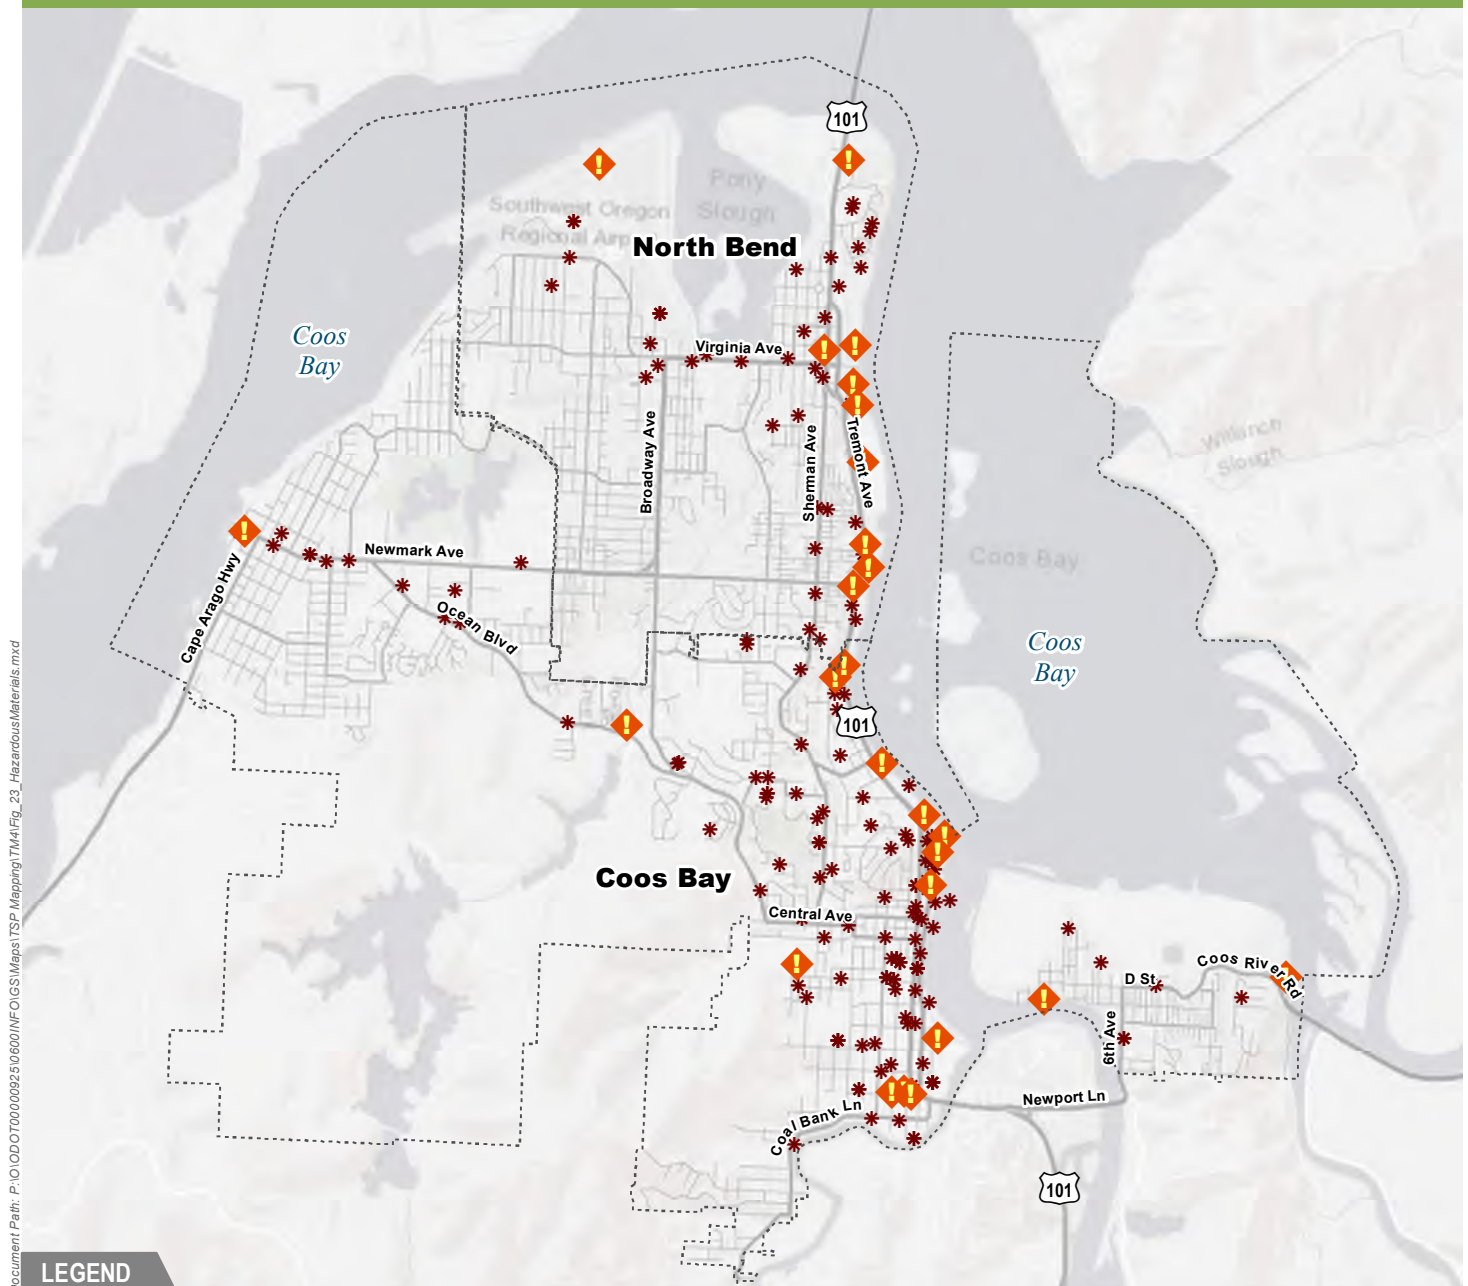 101
Pony
Slough
Southwest Oregon
Regional Airp
North Bend
Coos
Bay
Virginia Ave
Broadway Ave
Sherman Ave
Tremont Ave
Willanch
Slough
Newmark Ave
Coos Bay
Cape Arago Hwy
Ocean Blvd
Coos
Bay
101
Coos Bay
Central Ave
Coos River Rd
D St
6th Ave
Newport Ln
Coal Bank Ln
101
Document Path: P:\O\ODOT00000925\0600INFO\GS\Maps\TSP Mapping\TM4\Fig_23_HazardousMaterials.mxd
LEGEND